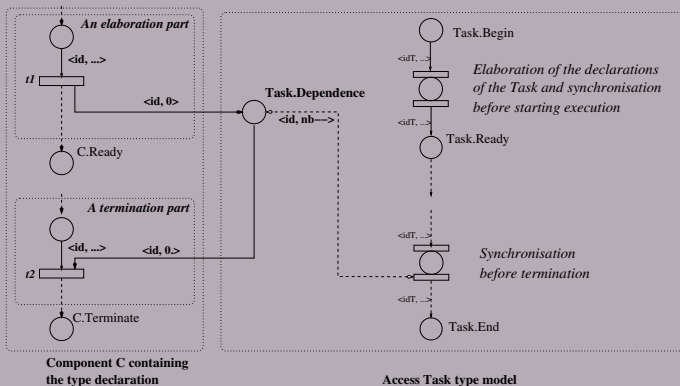 An elaboration part
<id, ...>
t1
<id, 0>
C.Ready
A termination part
<id, ...>
<id, 0.>
t2
C.Terminate
Component C containing
the type declaration
Task.Dependence
<id, nb−−>
Task.Begin
<idT, ...>
Elaboration of the declarations
of the Task and synchronisation
before starting execution
<idT, ...>
Task.Ready
<idT, ...>
Synchronisation
before termination
<idT, ...>
Task.End
Access Task type model